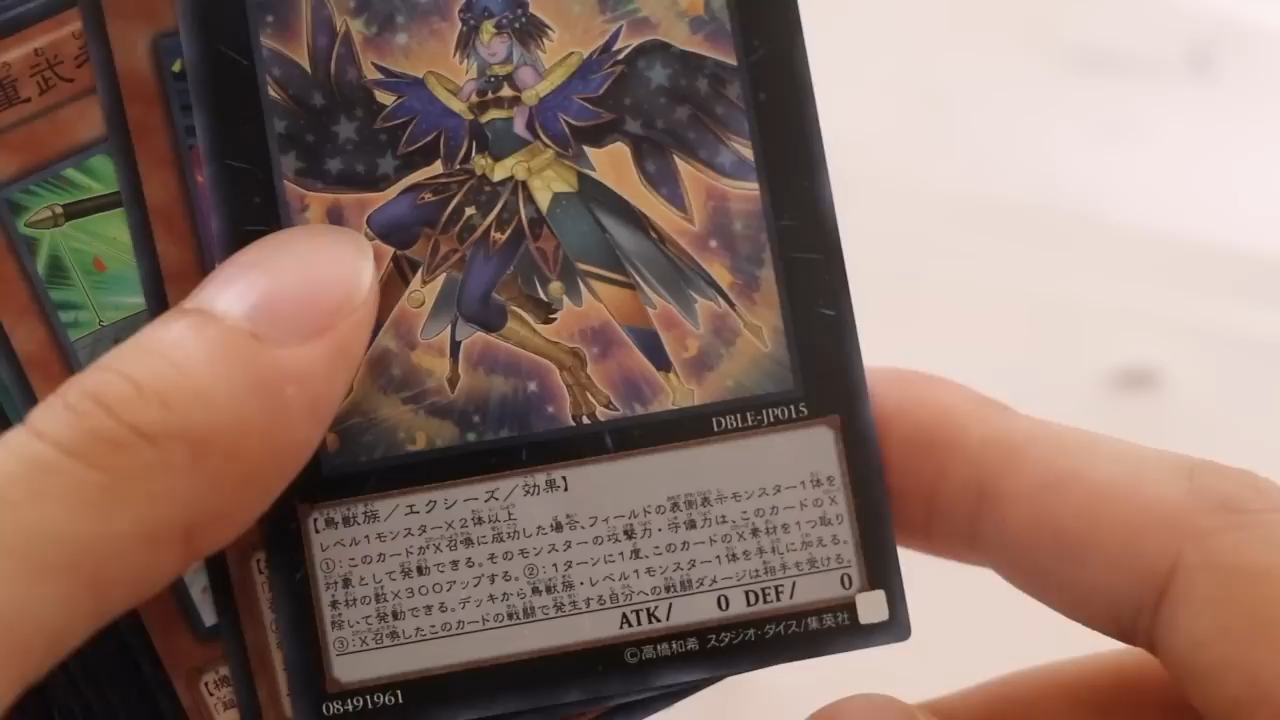 重武
DBLE-JP015
【鳥獣族/エクシーズ/効果】
レベル1モンスター×2体以上
①:このカードがX召喚に成功した場合、フィールドの表側表示モンスター1体を
対象として発動できる。そのモンスターの攻撃力・守備力は、このカードのX
素材の数×300アップする。②:1ターンに1度、このカードのX素材を1つ取り
除いて発動できる。デッキから鳥獣族・レベル1モンスター1体を手札に加える。
③:X召喚したこのカードの戦闘で発生する自分への戦闘ダメージは相手も受ける。
ATK/ 0 DEF/ 0
08491961
©高橋和希 スタジオ・ダイス/集英社
【機